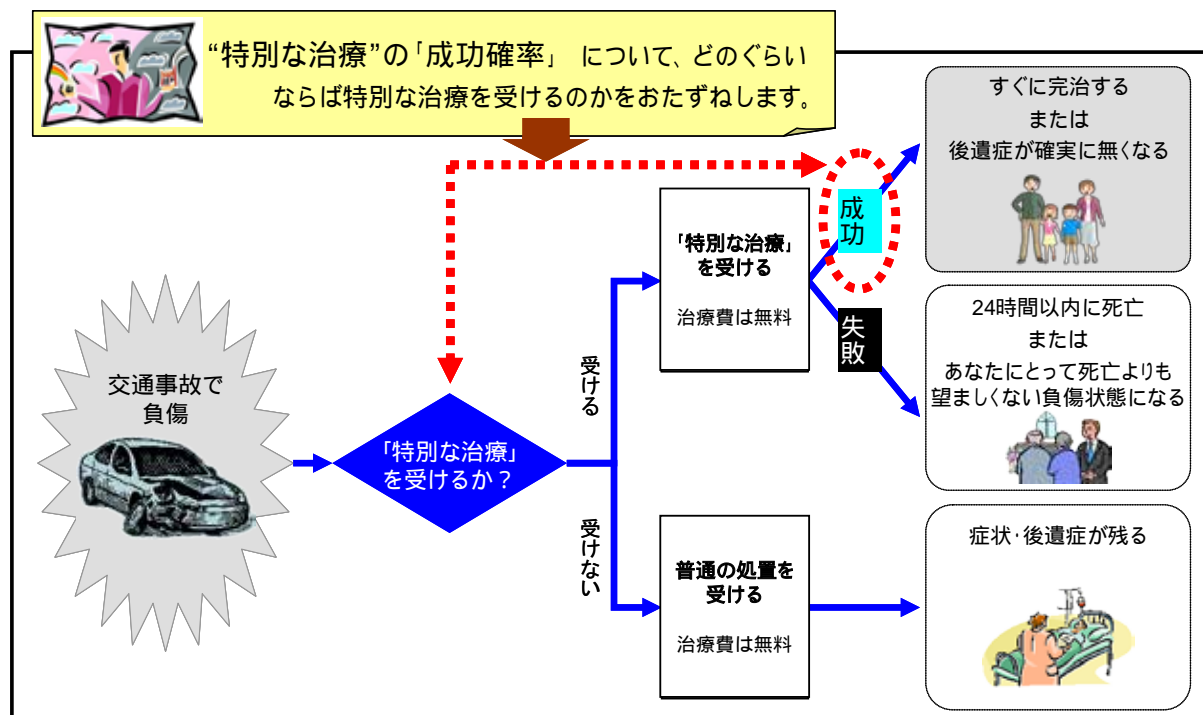 “特別な治療”の「成功確率」 について、どのぐらい
ならば特別な治療を受けるのかをおたずねします。
交通事故で
負傷
「特別な治療」
を受けるか？
受ける
受けない
「特別な治療」
を受ける
治療費は無料
成功
失敗
普通の処置を
受ける
治療費は無料
すぐに完治する
または
後遺症が確実に無くなる
24時間以内に死亡
または
あなたにとって死亡よりも
望ましくない負傷状態になる
症状・後遺症が残る